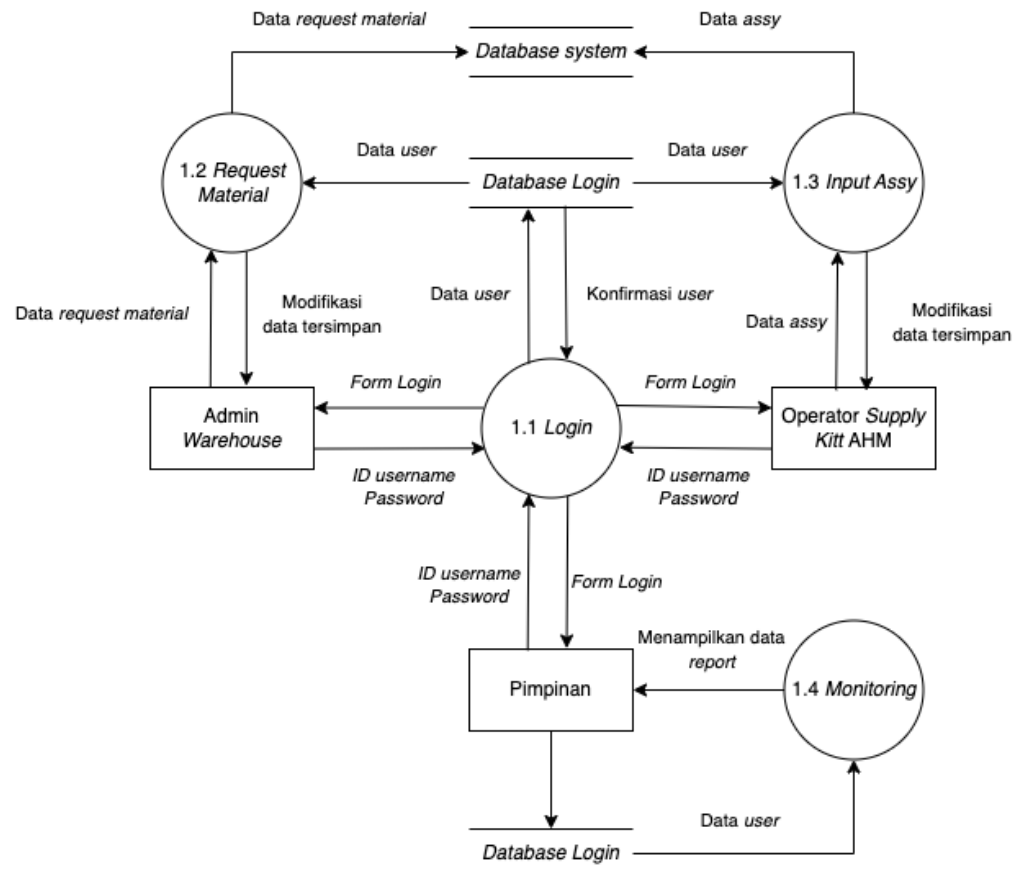 Data request material
Data assy
Database system
1.2 Request
Material
Data user
Database Login
Data user
1.3 Input Assy
Data request material
Modifikasi
data tersimpan
Data user
Konfirmasi user
Data assy
Modifikasi
data tersimpan
Admin
Warehouse
Form Login
1.1 Login
Form Login
Operator Supply
Kitt AHM
ID username
Password
ID username
Password
ID username
Password
Form Login
Menampilkan data
report
Pimpinan
1.4 Monitoring
Data user
Database Login